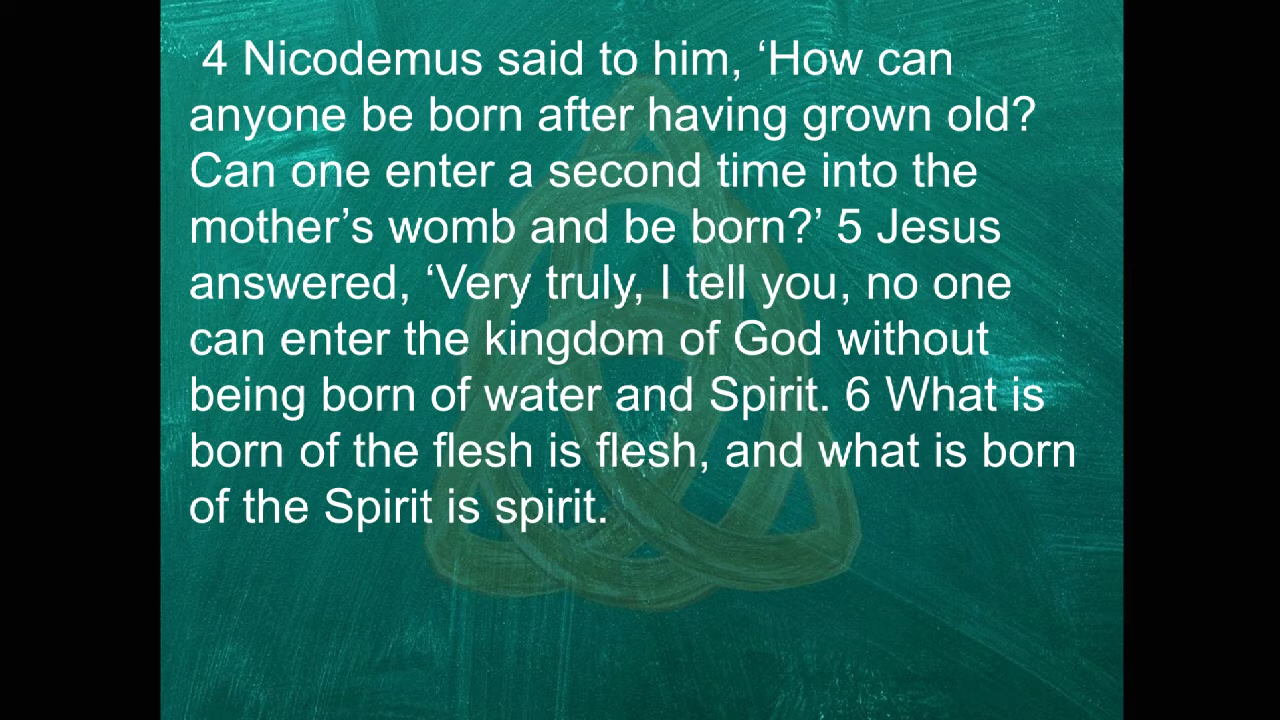 4 Nicodemus said to him, ‘How can
anyone be born after having grown old?
Can one enter a second time into the
mother’s womb and be born?’ 5 Jesus
answered, ‘Very truly, I tell you, no one
can enter the kingdom of God without
being born of water and Spirit. 6 What is
born of the flesh is flesh, and what is born
of the Spirit is spirit.